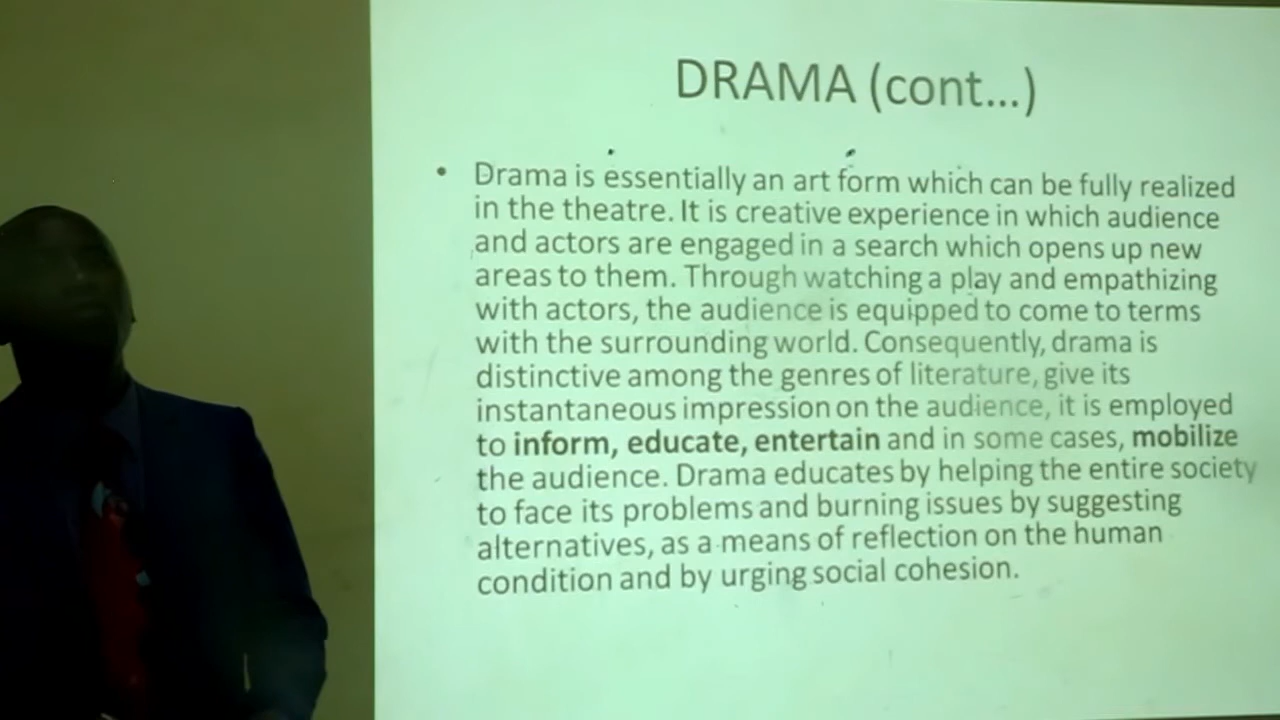 DRAMA (cont...)
• Drama is essentially an art form which can be fully realized
in the theatre. It is creative experience in which audience
and actors are engaged in a search which opens up new
areas to them. Through watching a play and empathizing
with actors, the audience is equipped to come to terms
with the surrounding world. Consequently, drama is
distinctive among the genres of literature, give its
instantaneous impression on the audience, it is employed
to inform, educate, entertain and in some cases, mobilize
the audience. Drama educates by helping the entire society
to face its problems and burning issues by suggesting
alternatives, as a means of reflection on the human
condition and by urging social cohesion.